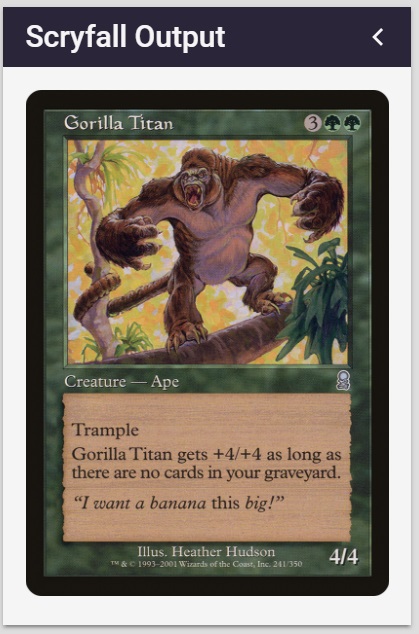 Scryfall Output
Gorilla Titan 3
Creature — Ape
Trample
Gorilla Titan gets +4/+4 as long as
there are no cards in your graveyard.
“I want a banana this big!”
Illus. Heather Hudson
™ & © 1993–2001 Wizards of the Coast, Inc. 241/350
4/4